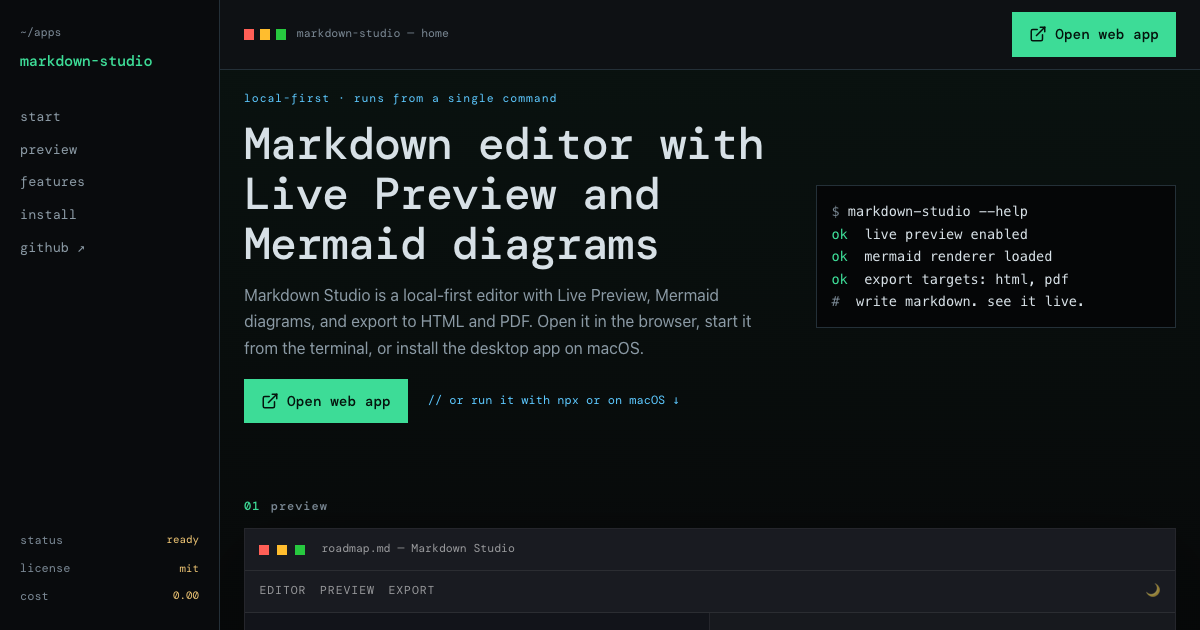 ~/apps
markdown-studio
start
preview
features
install
github ↗
status ready
license mit
cost 0.00
markdown-studio — home
Open web app
local-first · runs from a single command
Markdown editor with
Live Preview and
Mermaid diagrams
Markdown Studio is a local-first editor with Live Preview, Mermaid
diagrams, and export to HTML and PDF. Open it in the browser, start it
from the terminal, or install the desktop app on macOS.
Open web app
// or run it with npx or on macOS ↓
$ markdown-studio --help
ok live preview enabled
ok mermaid renderer loaded
ok export targets: html, pdf
# write markdown. see it live.
01 preview
roadmap.md — Markdown Studio
EDITOR PREVIEW EXPORT